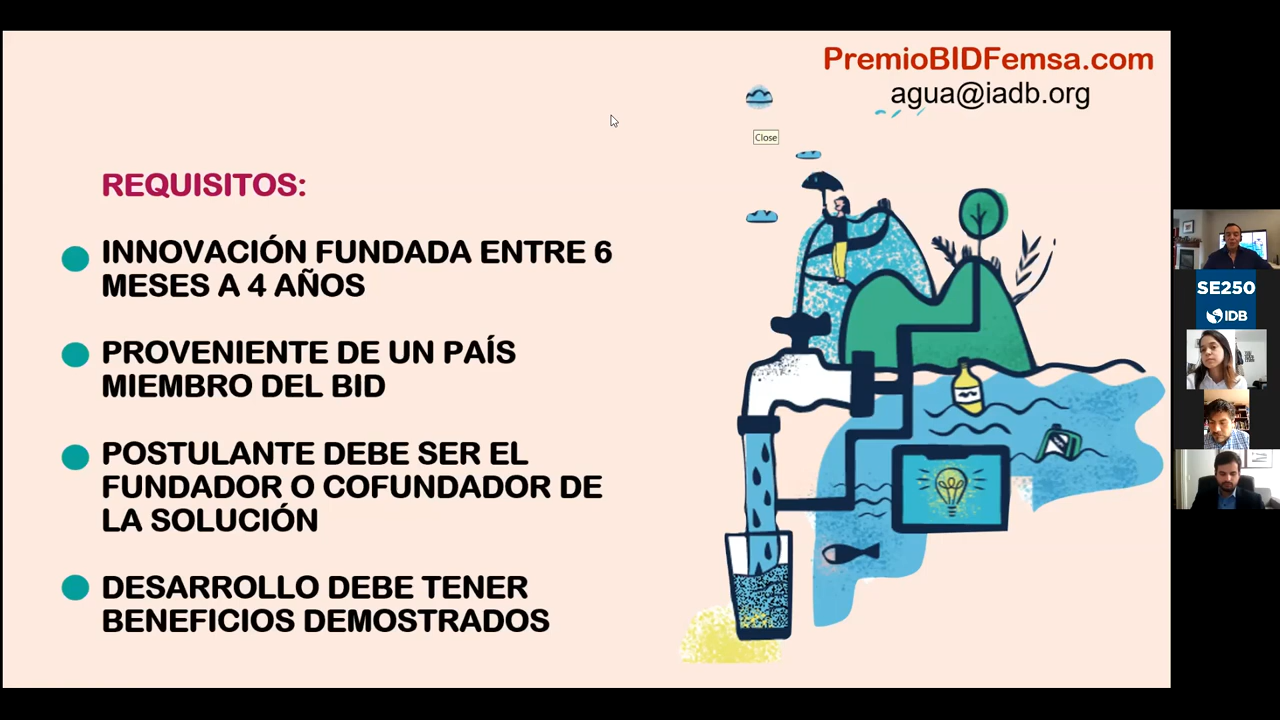 PremioBIDFemsa.com
agua@iadb.org
Close
REQUISITOS:
INNOVACIÓN FUNDADA ENTRE 6
MESES A 4 AÑOS
PROVENIENTE DE UN PAÍS
MIEMBRO DEL BID
POSTULANTE DEBE SER EL
FUNDADOR O COFUNDADOR DE
LA SOLUCIÓN
DESARROLLO DEBE TENER
BENEFICIOS DEMOSTRADOS
SE250
IDB